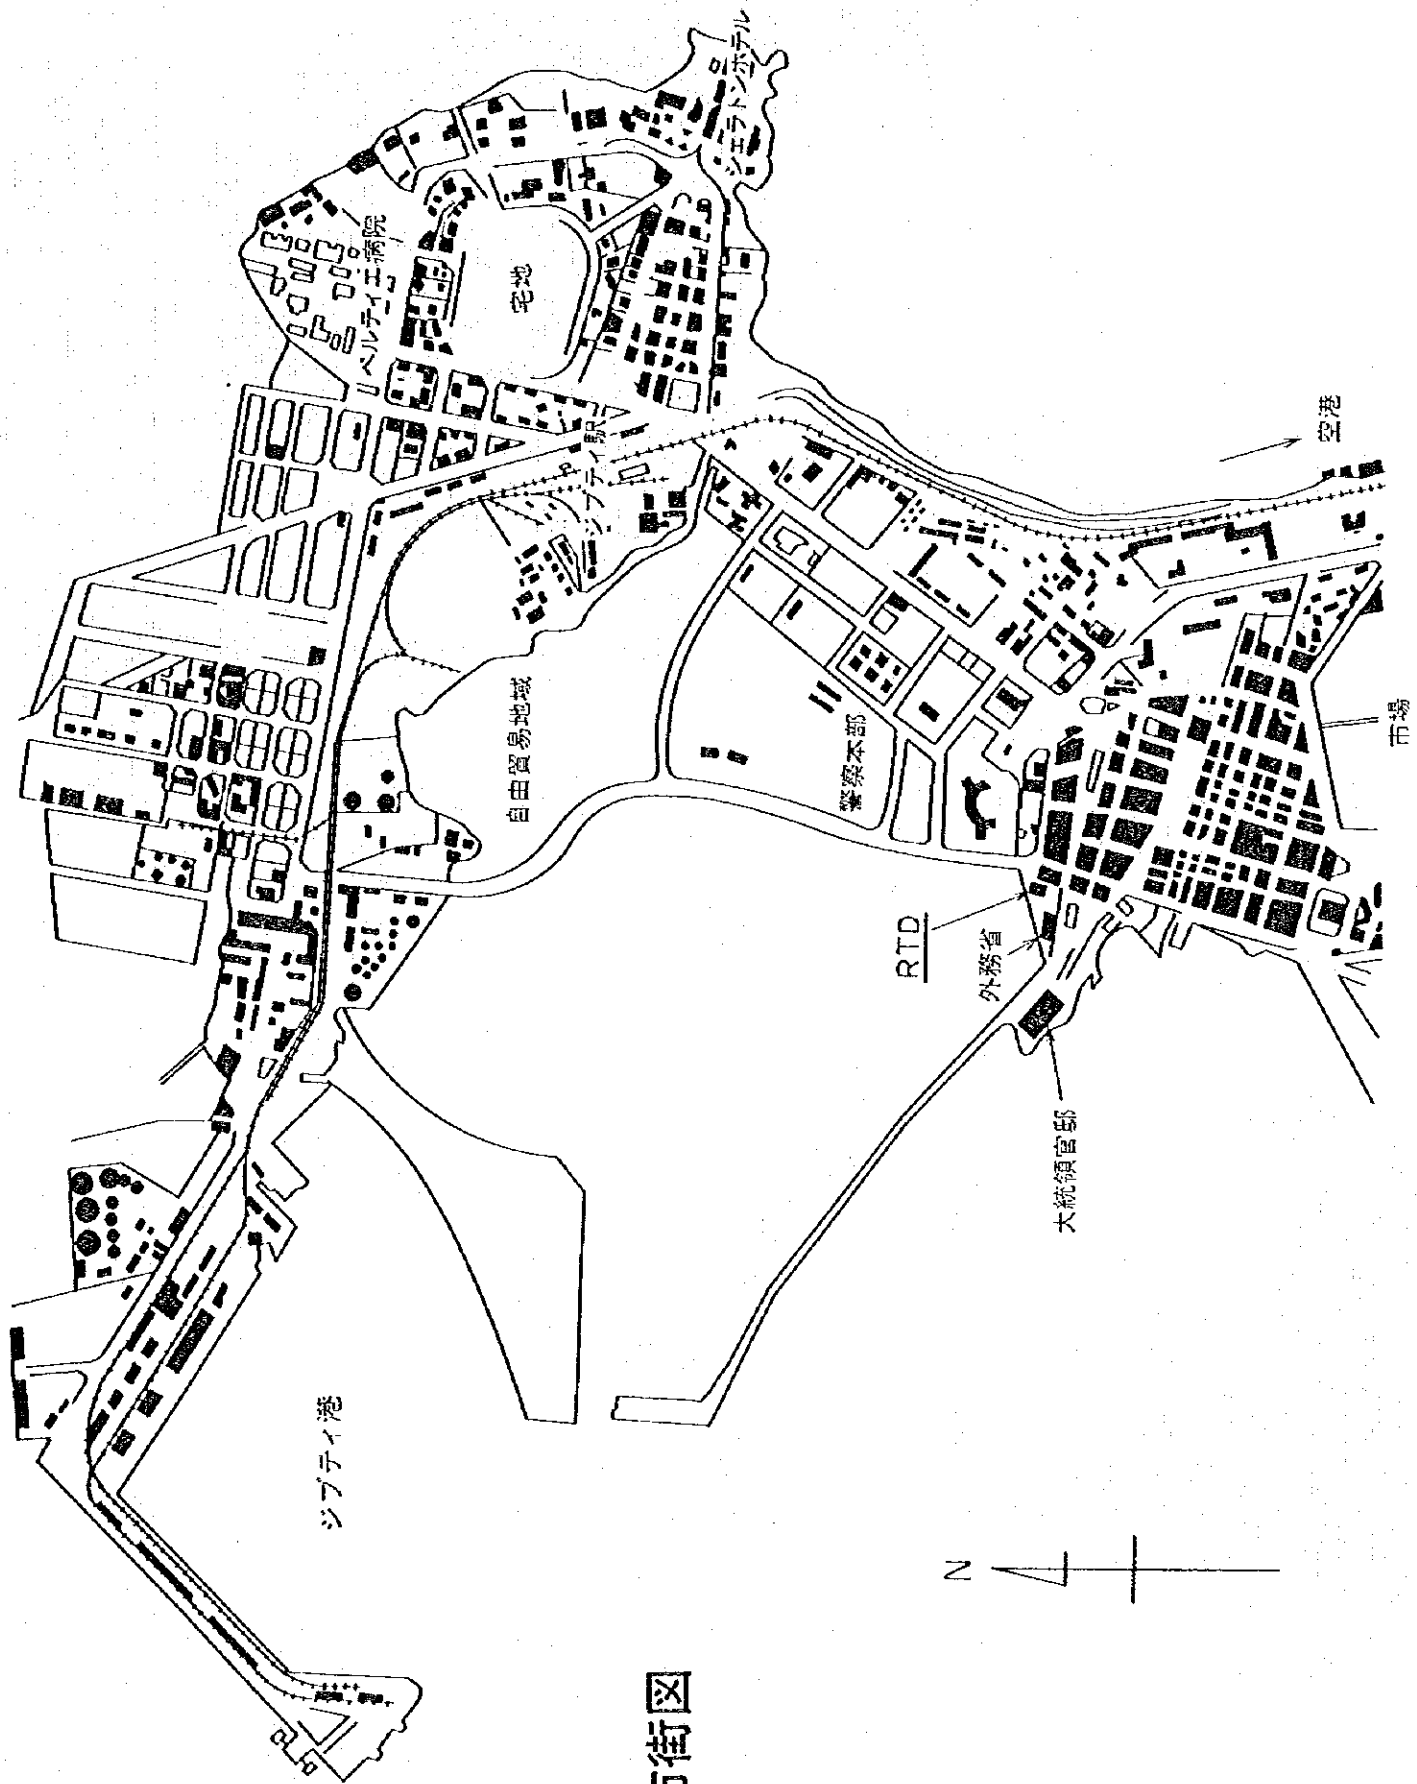 シェラトンホテル
ペルティエ病院
宅地
ジブティ駅
空港
自由貿易地域
警察本部
市場
RTD
外務省
大統領官邸
ジブティ港
N
市街図